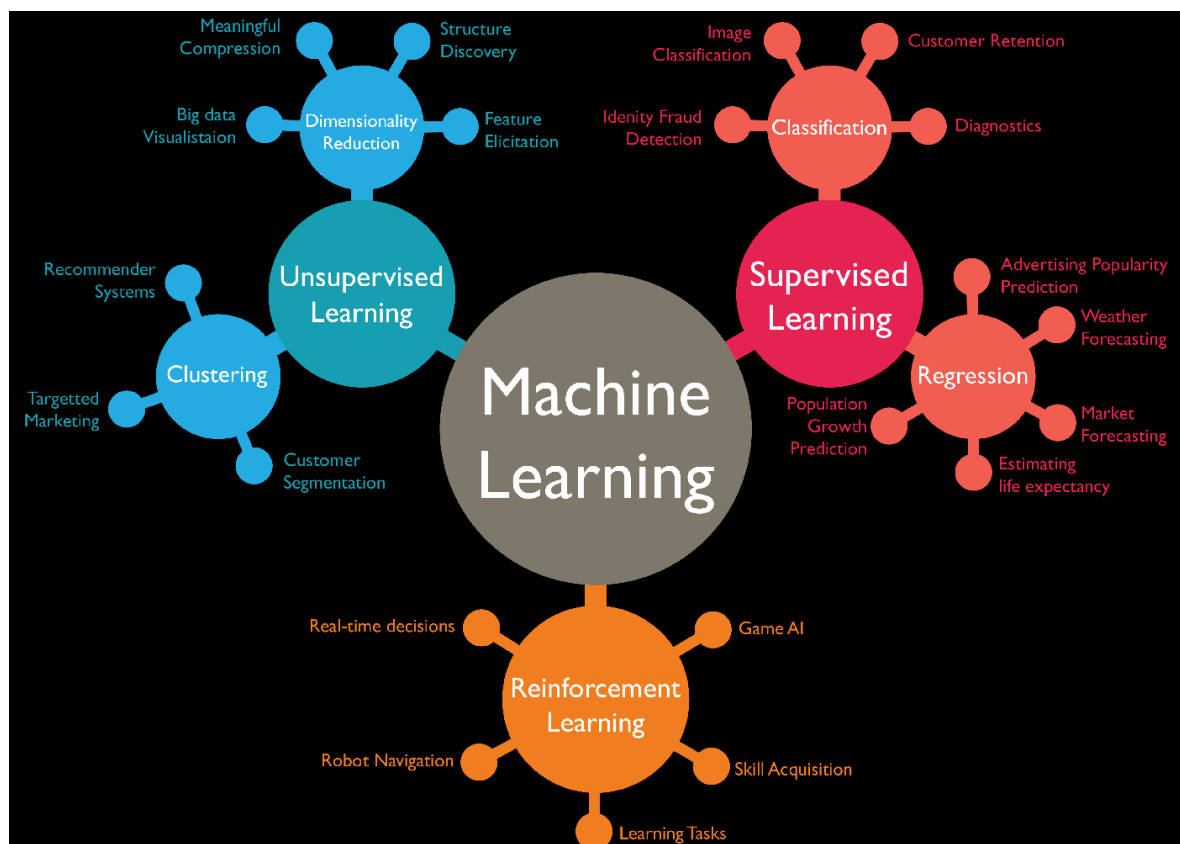 Meaningful
Compression
Structure
Discovery
Big data
Visualistaion
Dimensionality
Reduction
Feature
Elicitation
Image
Classification
Customer Retention
Idenity Fraud
Detection
Classification
Diagnostics
Recommender
Systems
Unsupervised
Learning
Clustering
Targetted
Marketing
Customer
Segmentation
Machine
Learning
Supervised
Learning
Advertising Popularity
Prediction
Weather
Forecasting
Regression
Population
Growth
Prediction
Market
Forecasting
Estimating
life expectancy
Real-time decisions
Game AI
Reinforcement
Learning
Robot Navigation
Skill Acquisition
Learning Tasks